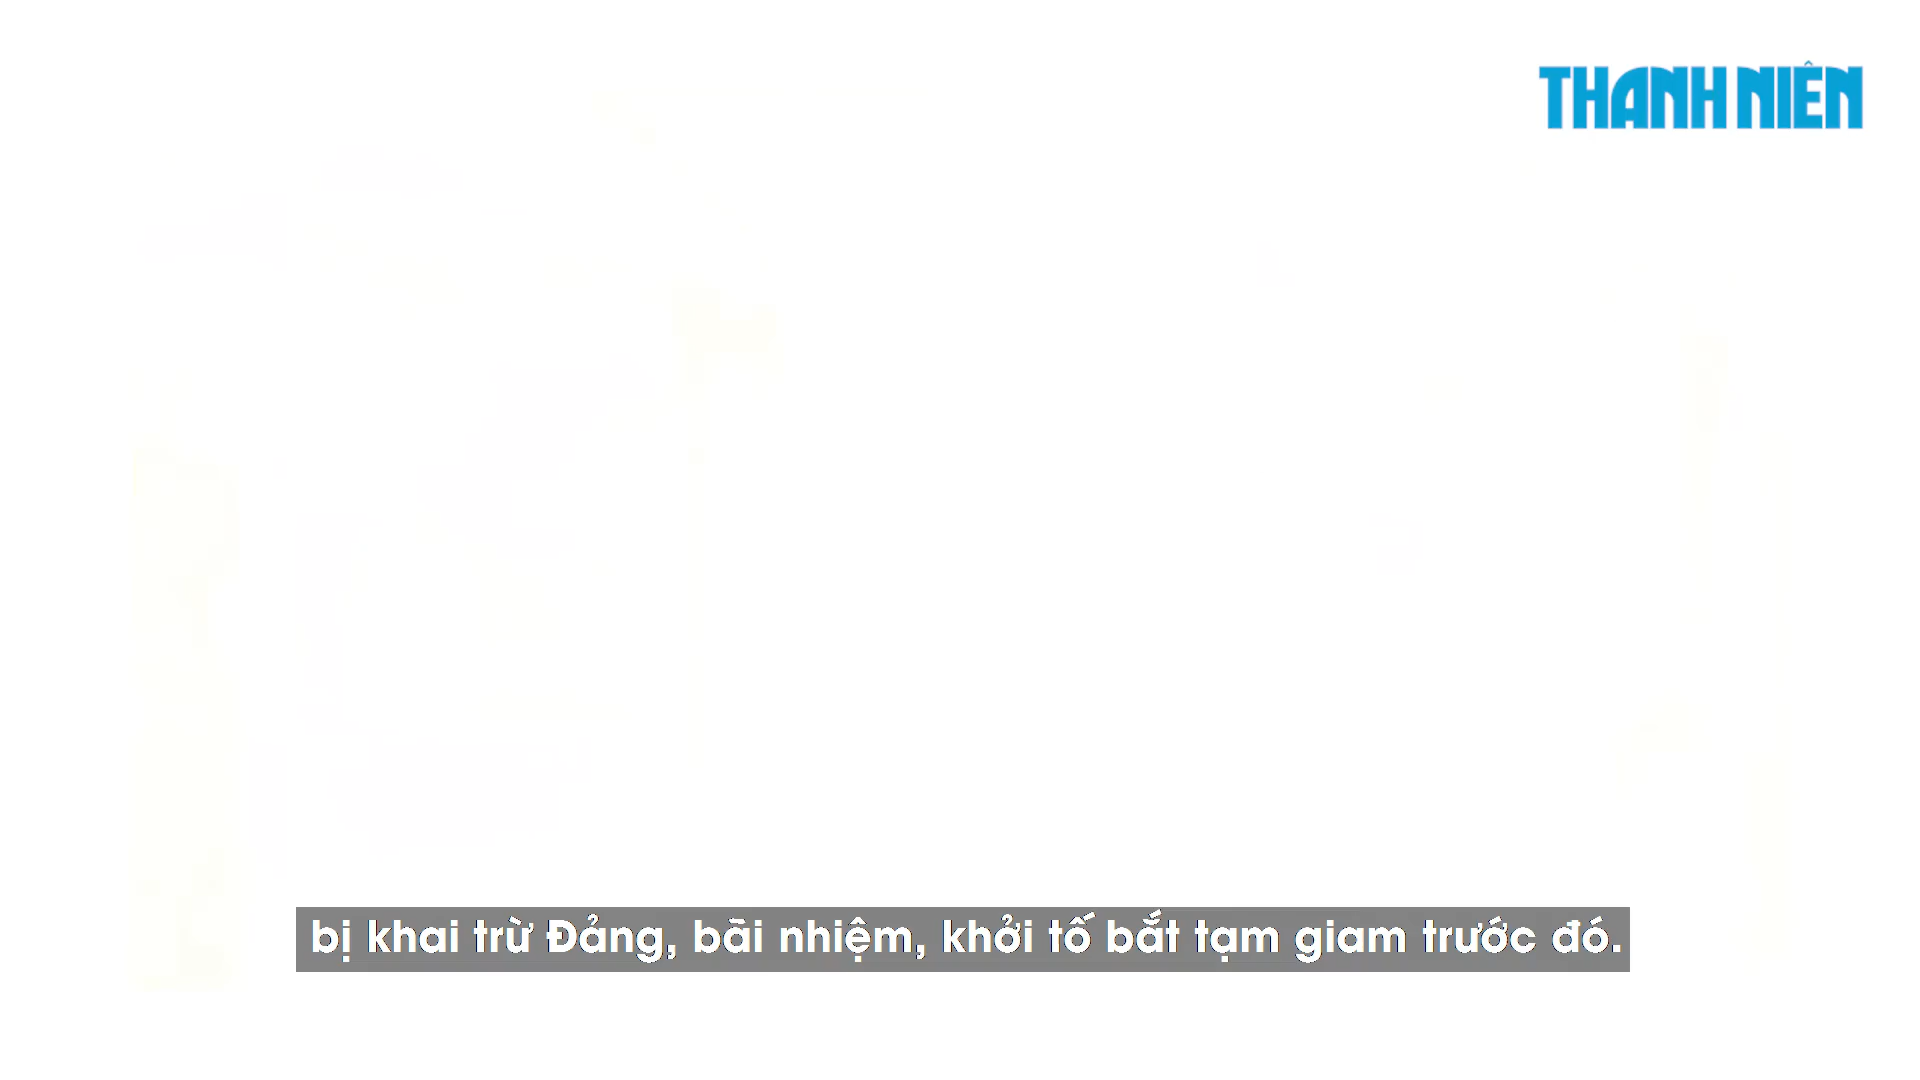 THANH NIÊN
bị khai trừ Đảng, bãi nhiệm, khởi tố bắt tạm giam trước đó.